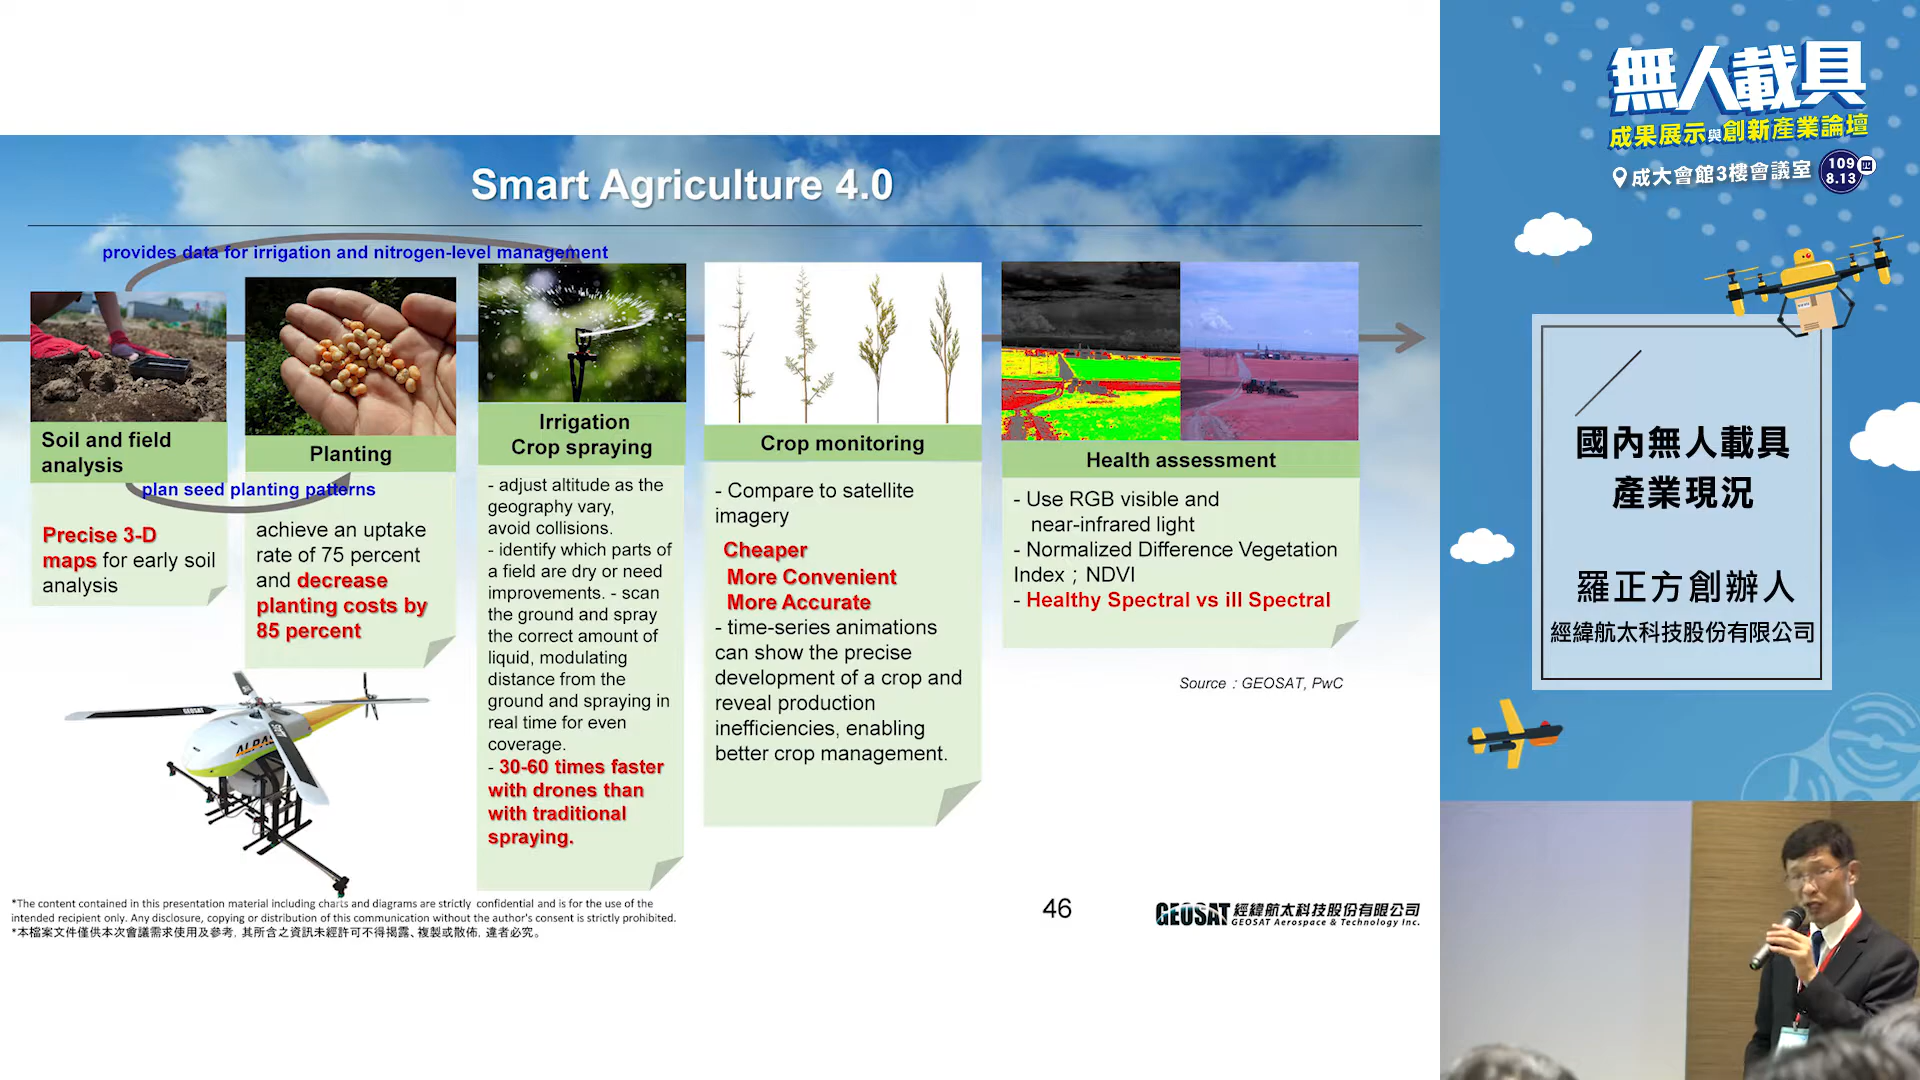 Smart Agriculture 4.0
provides data for irrigation and nitrogen-level management
Soil and field
analysis
plan seed planting patterns
Precise 3-D
maps for early soil
analysis
Planting
achieve an uptake
rate of 75 percent
and decrease
planting costs by
85 percent
Irrigation
Crop spraying
- adjust altitude as the
geography vary,
avoid collisions.
- identify which parts of
a field are dry or need
improvements. - scan
the ground and spray
the correct amount of
liquid, modulating
distance from the
ground and spraying in
real time for even
coverage.
- 30-60 times faster
with drones than
with traditional
spraying.
Crop monitoring
- Compare to satellite
imagery
Cheaper
More Convenient
More Accurate
- time-series animations
can show the precise
development of a crop and
reveal production
inefficiencies, enabling
better crop management.
Health assessment
- Use RGB visible and
near-infrared light
- Normalized Difference Vegetation
Index；NDVI
- Healthy Spectral vs ill Spectral
Source：GEOSAT, PwC
GEOSAT
*The content contained in this presentation material including charts and diagrams are strictly confidential and is for the use of the
intended recipient only. Any disclosure, copying or distribution of this communication without the author's consent is strictly prohibited.
*本檔案文件僅供本次會議需求使用及參考, 其所含之資訊未經許可不得揭露、複製或散佈, 違者必究。
46
GEOSAT 經緯航太科技股份有限公司
GEOSAT Aerospace & Technology Inc.
無人載具
成果展示與創新產業論壇
成大會館3樓會議室
109
8.13
四
國內無人載具
產業現況
羅正方創辦人
經緯航太科技股份有限公司